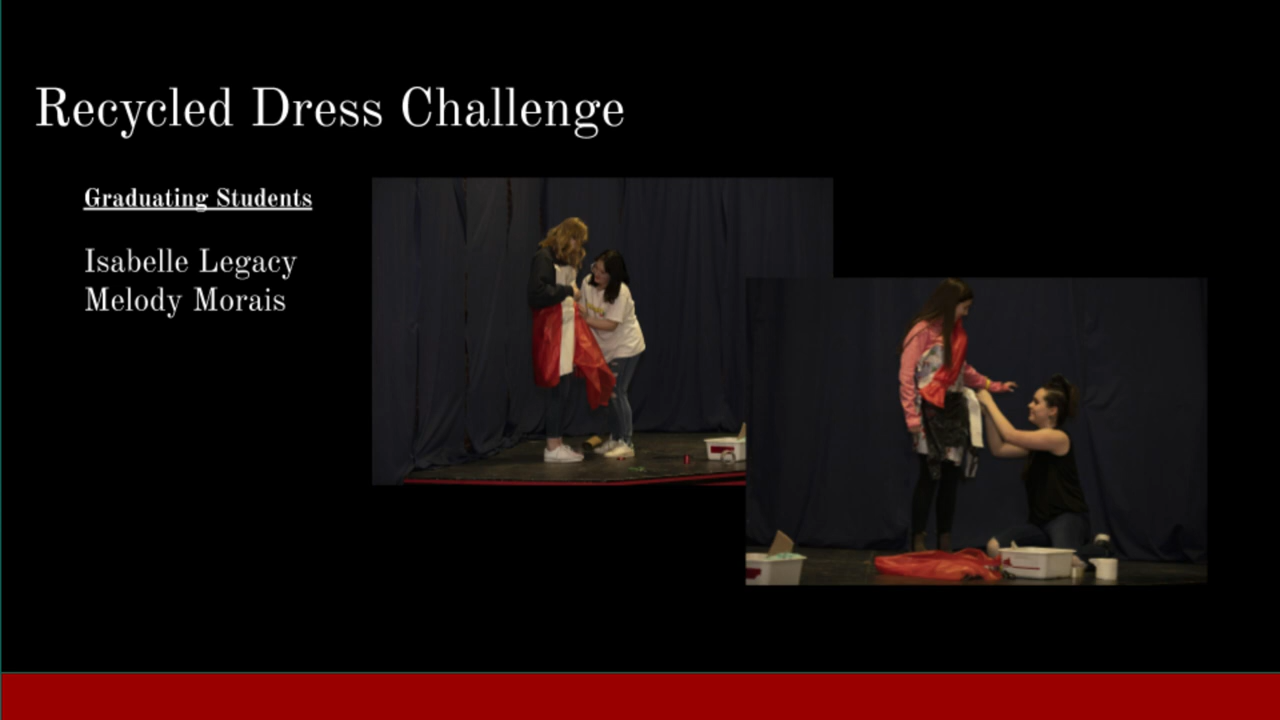 Recycled Dress Challenge
Graduating Students
Isabelle Legacy
Melody Morais